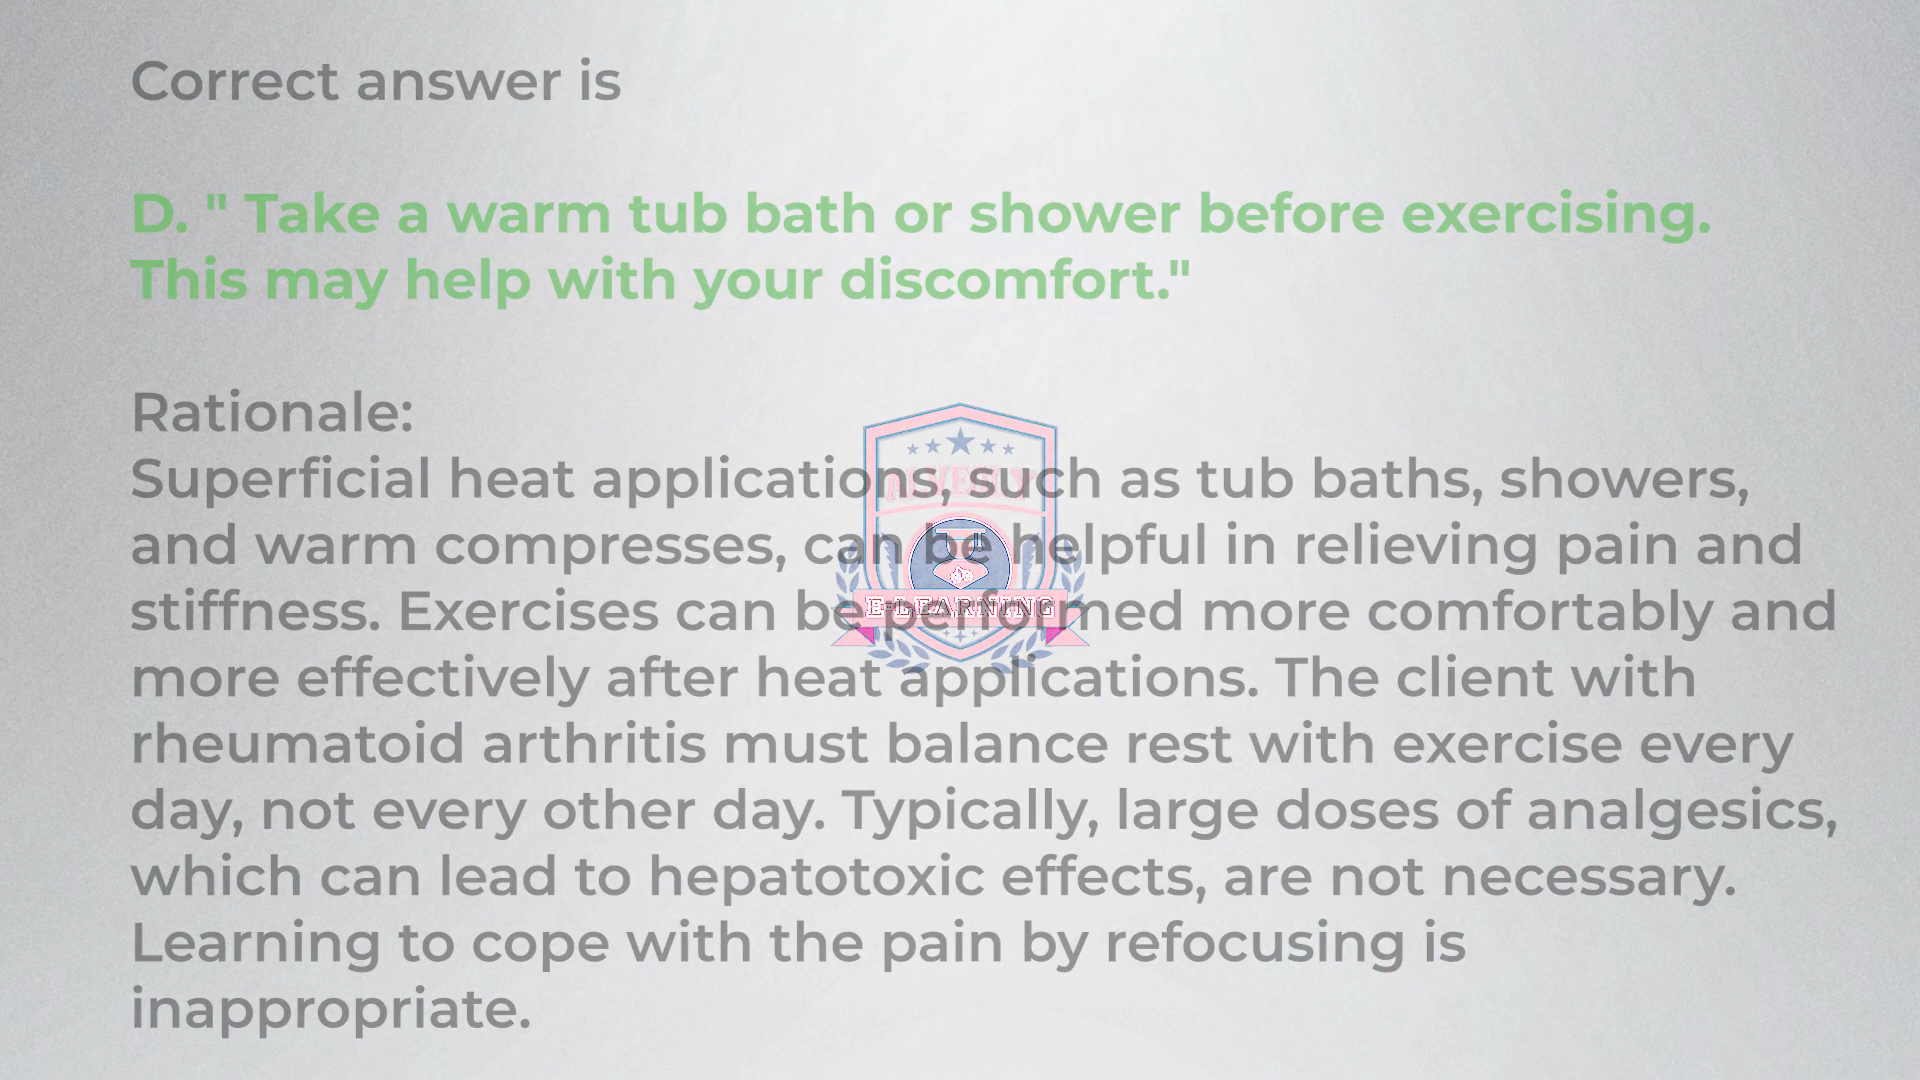 Correct answer is
D. " Take a warm tub bath or shower before exercising.
This may help with your discomfort."
Rationale:
Superficial heat applications, such as tub baths, showers,
and warm compresses, can be helpful in relieving pain and
stiffness. Exercises can be performed more comfortably and
more effectively after heat applications. The client with
rheumatoid arthritis must balance rest with exercise every
day, not every other day. Typically, large doses of analgesics,
which can lead to hepatotoxic effects, are not necessary.
Learning to cope with the pain by refocusing is
inappropriate.
E-LEARNING